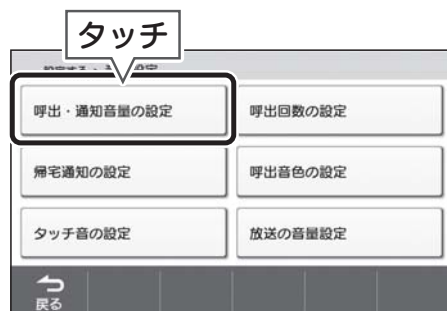 タッチ
呼出・通知音量の設定
呼出回数の設定
帰宅通知の設定
呼出音色の設定
タッチ音の設定
放送の音量設定
戻る